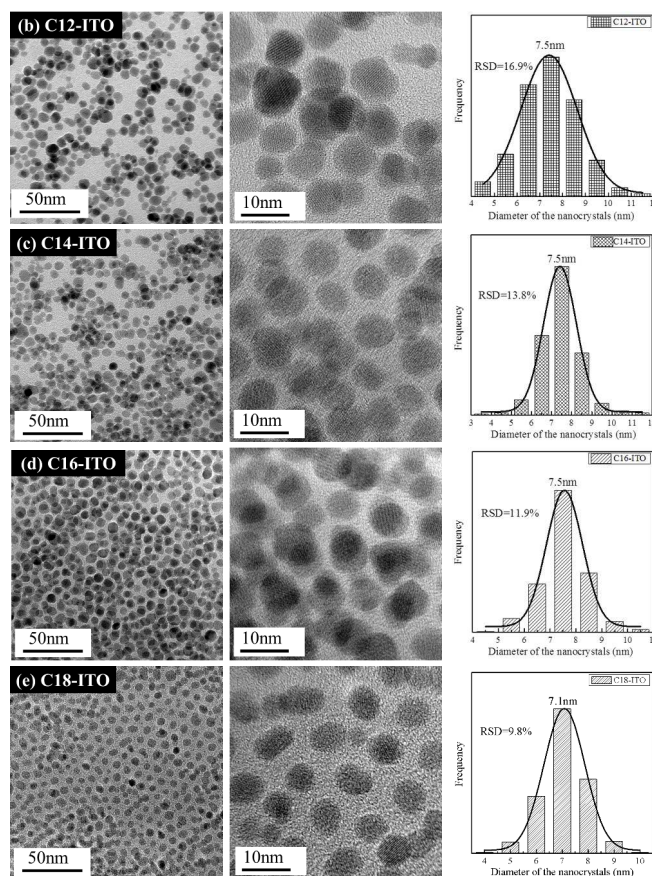 (b) C12-ITO
50nm
10nm
C12-ITO
7.5nm
RSD=16.9%
Frequency
4 5 6 7 8 9 10 11
Diameter of the nanocrystals (nm)
(c) C14-ITO
50nm
10nm
C14-ITO
7.5nm
RSD=13.8%
Frequency
3 4 5 6 7 8 9 10 11
Diameter of the nanocrystals (nm)
(d) C16-ITO
50nm
10nm
C16-ITO
7.5nm
RSD=11.9%
Frequency
5 6 7 8 9 10
Diameter of the nanocrystals (nm)
(e) C18-ITO
50nm
10nm
C18-ITO
7.1nm
RSD=9.8%
Frequency
4 5 6 7 8 9 10
Diameter of the nanocrystals (nm)